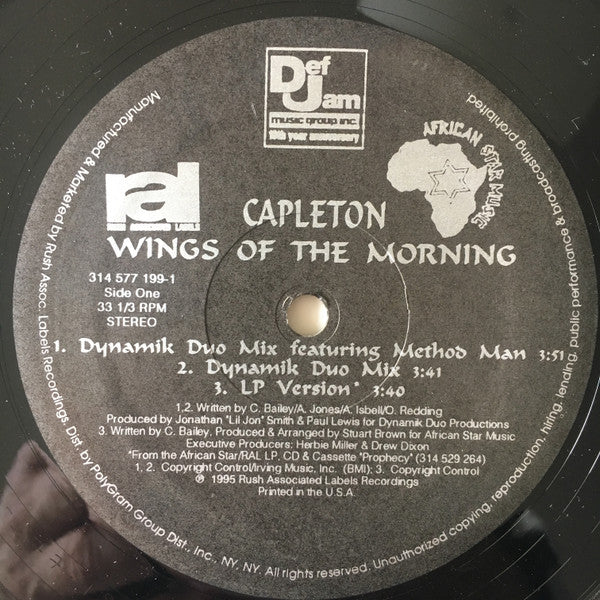 Def
Jam
music group inc.
10th year anniversary
AFRICAN STAR MUSIC
ral
RUSH ASSOCIATED LABELS
CAPLETON
WINGS OF THE MORNING
314 577 199-1
Side One
33 1/3 RPM
STEREO
1. Dynamik Duo Mix featuring Method Man 3:51
2. Dynamik Duo Mix 3:41
3. LP Version* 3:40
1,2. Written by C. Bailey/A. Jones/A. Isbell/O. Redding
Produced by Jonathan "Lil Jon" Smith & Paul Lewis for Dynamik Duo Productions
3. Written by C. Bailey, Produced & Arranged by Stuart Brown for African Star Music
Executive Producers: Herbie Miller & Drew Dixon
*From the African Star/RAL LP, CD & Cassette "Prophecy" (314 529 264)
1, 2. Copyright Control/Irving Music, Inc. (BMI); 3. Copyright Control
℗ 1995 Rush Associated Labels Recordings
Printed in the U.S.A.
Manufactured & Marketed by Rush Assoc. Labels Recordings. Dist. by PolyGram Group Dist., Inc., NY, NY. All rights reserved. Unauthorized copying, reproduction, hiring, lending, public performance & broadcasting prohibited.